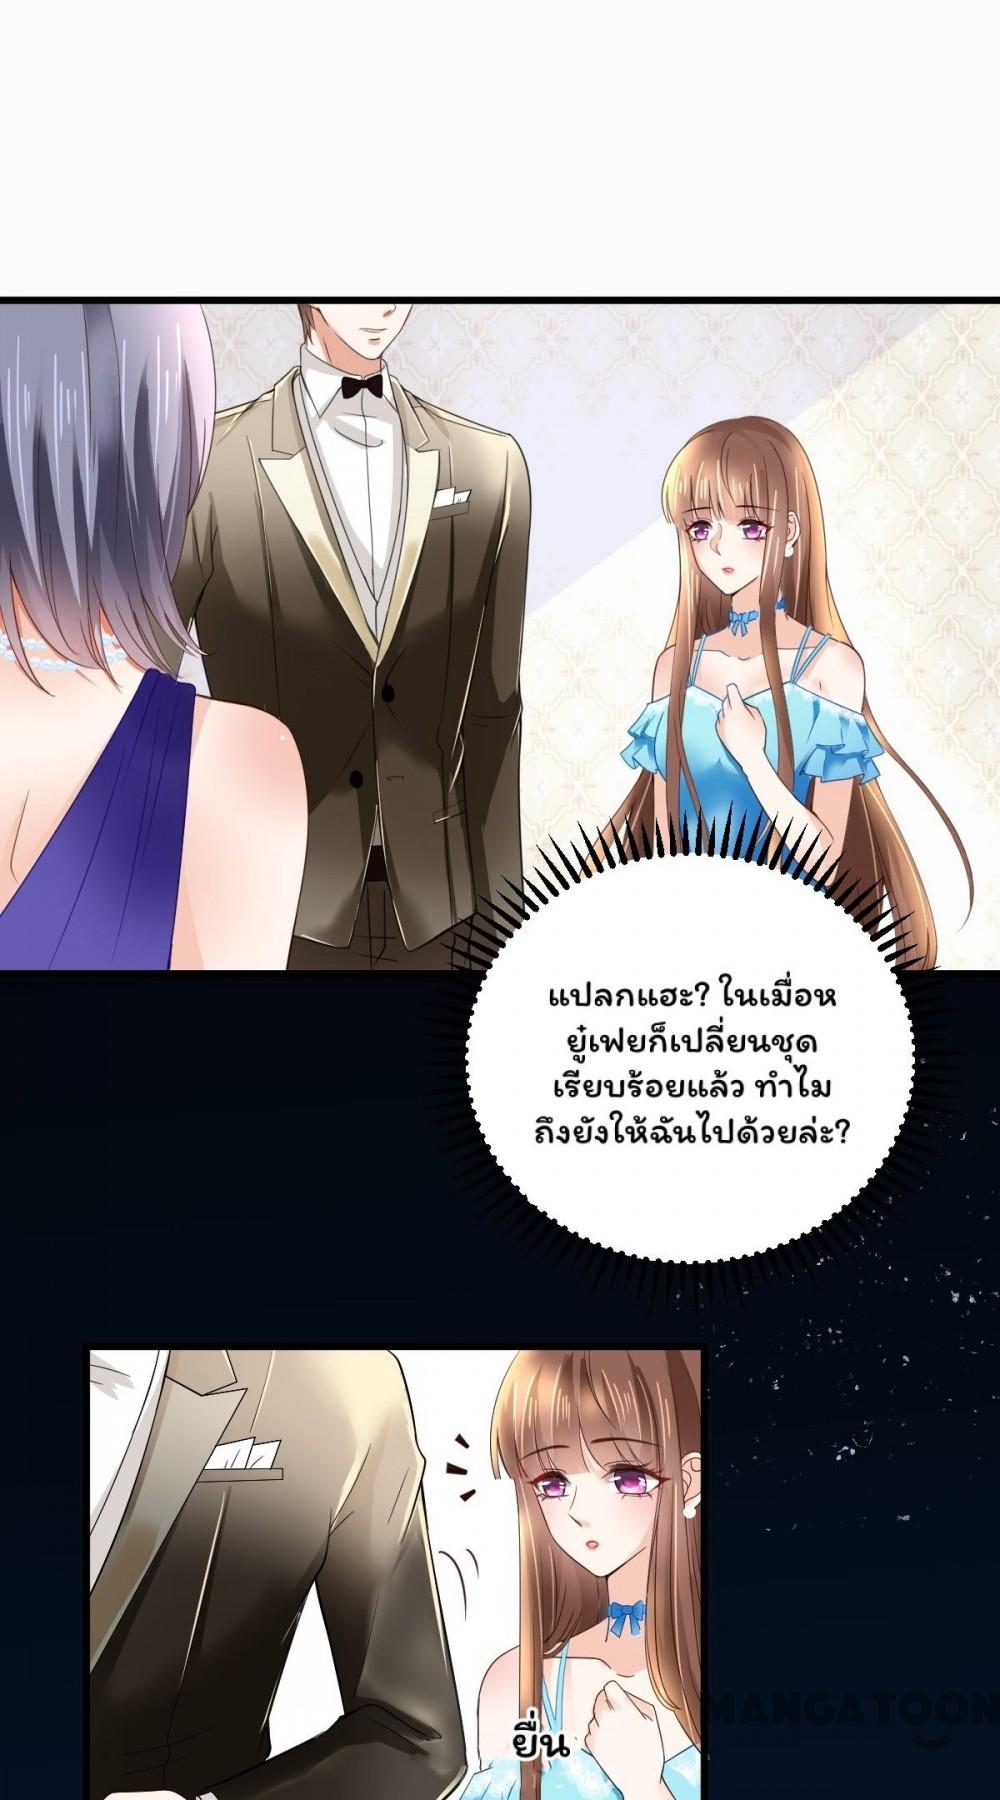 แปลกแฮะ? ในเมื่อห
ยู๋เฟยก็เปลี่ยนชุด
เรียบร้อยแล้ว ทำไม
ถึงยังให้ฉันไปด้วยล่ะ?
MANGA TOON
ยื่น